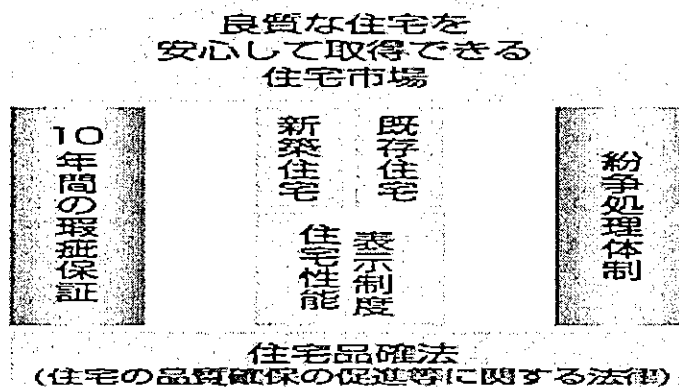 良質な住宅を
安心して取得できる
住宅市場
10年間の瑕疵保証
新築住宅
既存住宅
住宅性能
表示制度
紛争処理体制
住宅品確法
(住宅の品質確保の促進等に関する法律)